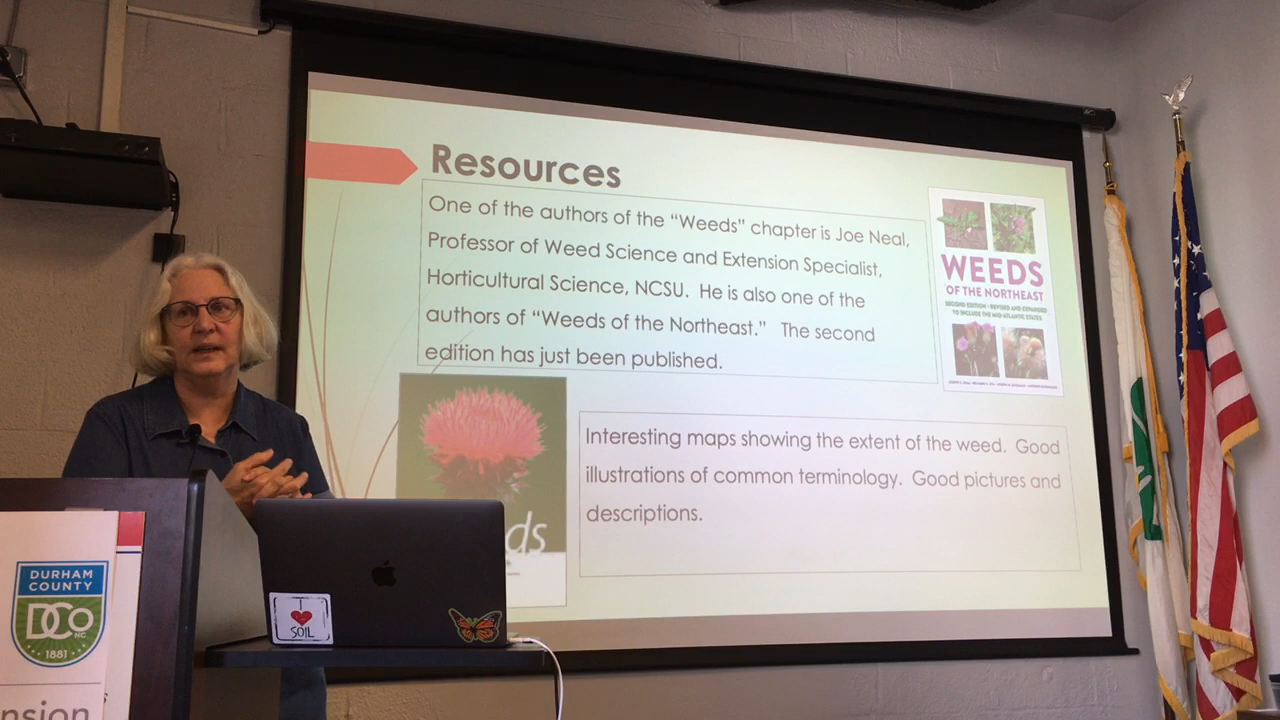 Resources
One of the authors of the “Weeds” chapter is Joe Neal,
Professor of Weed Science and Extension Specialist,
Horticultural Science, NCSU. He is also one of the
authors of “Weeds of the Northeast.” The second
edition has just been published.
WEEDS
OF THE NORTHEAST
SECOND EDITION • REVISED AND EXPANDED
TO INCLUDE THE MID-ATLANTIC STATES
Interesting maps showing the extent of the weed. Good
illustrations of common terminology. Good pictures and
descriptions.
ds
DURHAM
COUNTY
DCO
NC
1881
nsion
I
SOIL